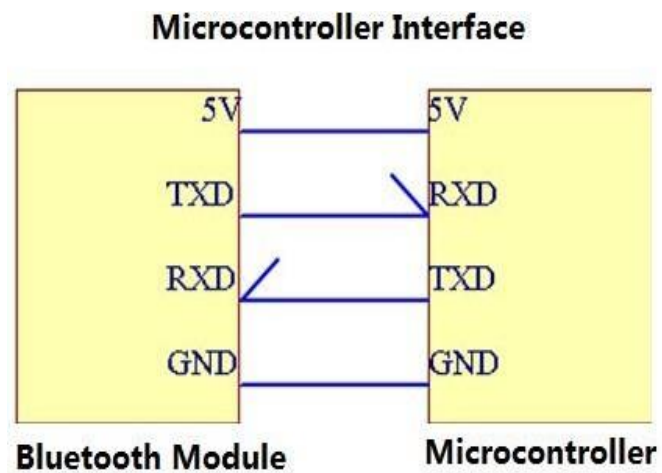 Microcontroller Interface
5V 5V
TXD RXD
RXD TXD
GND GND
Bluetooth Module Microcontroller